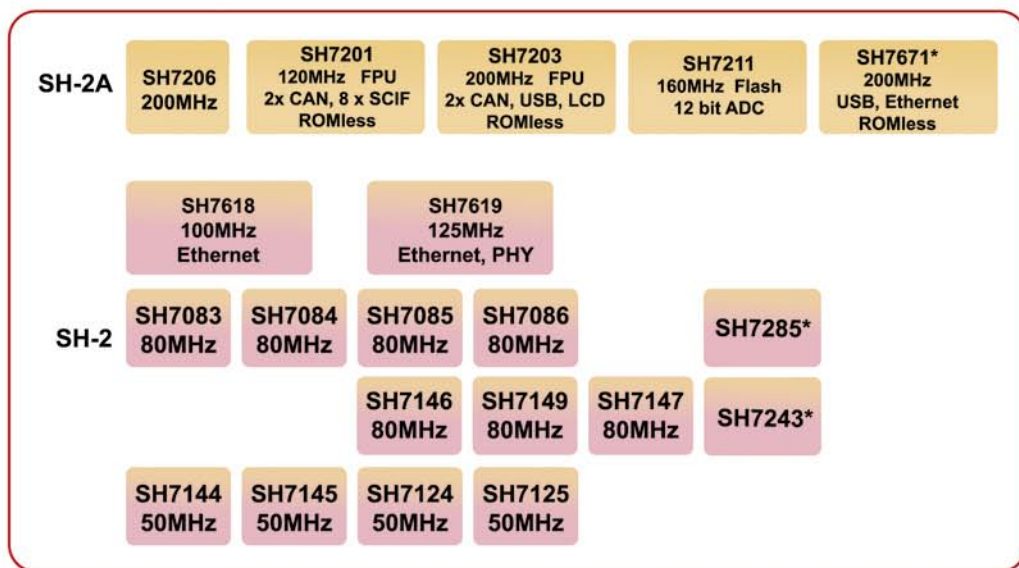 SH-2A
SH7206
200MHz
SH7201
120MHz FPU
2x CAN, 8 x SCIF
ROMless
SH7203
200MHz FPU
2x CAN, USB, LCD
ROMless
SH7211
160MHz Flash
12 bit ADC
SH7671*
200MHz
USB, Ethernet
ROMless
SH7618
100MHz
Ethernet
SH7619
125MHz
Ethernet, PHY
SH-2
SH7083
80MHz
SH7084
80MHz
SH7085
80MHz
SH7086
80MHz
SH7285*
SH7146
80MHz
SH7149
80MHz
SH7147
80MHz
SH7243*
SH7144
50MHz
SH7145
50MHz
SH7124
50MHz
SH7125
50MHz